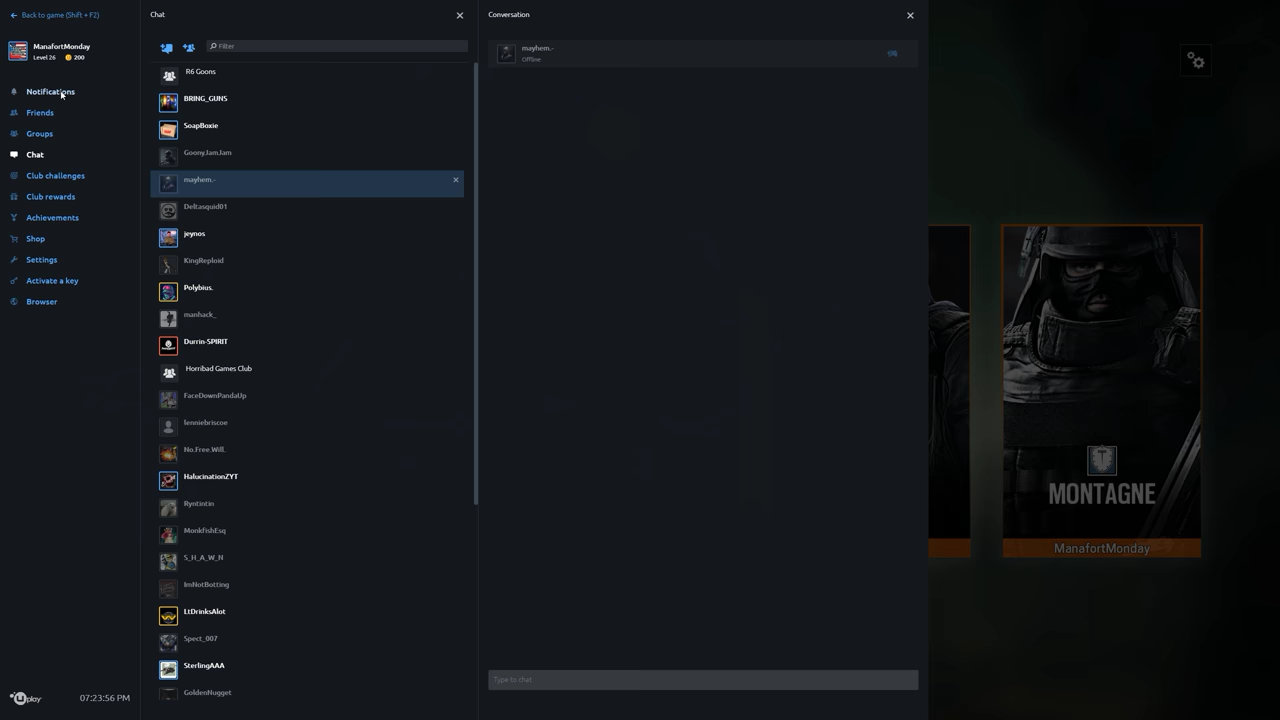 Back to game (Shift + F2)
ManafortMonday
Level 26 200
Notifications
Friends
Groups
Chat
Club challenges
Club rewards
Achievements
Shop
Settings
Activate a key
Browser
uplay
07:23:56 PM
Chat
Filter
R6 Goons
BRING_GUNS
SoapBoxie
GoonyJamJam
mayhem.-
Deltasquid01
jeynos
KingReploid
Polybius.
manhack_
Durrin-SPIRIT
Horribad Games Club
FaceDownPandaUp
lenniebriscoe
No.Free.Will.
HalucinationZYT
Ryntintin
MonkfishEsq
S_H_A_W_N
ImNotBotting
LtDrinksAlot
Spect_007
SterlingAAA
GoldenNugget
Conversation
mayhem.-
Offline
Type to chat
MONTAGNE
ManafortMonday